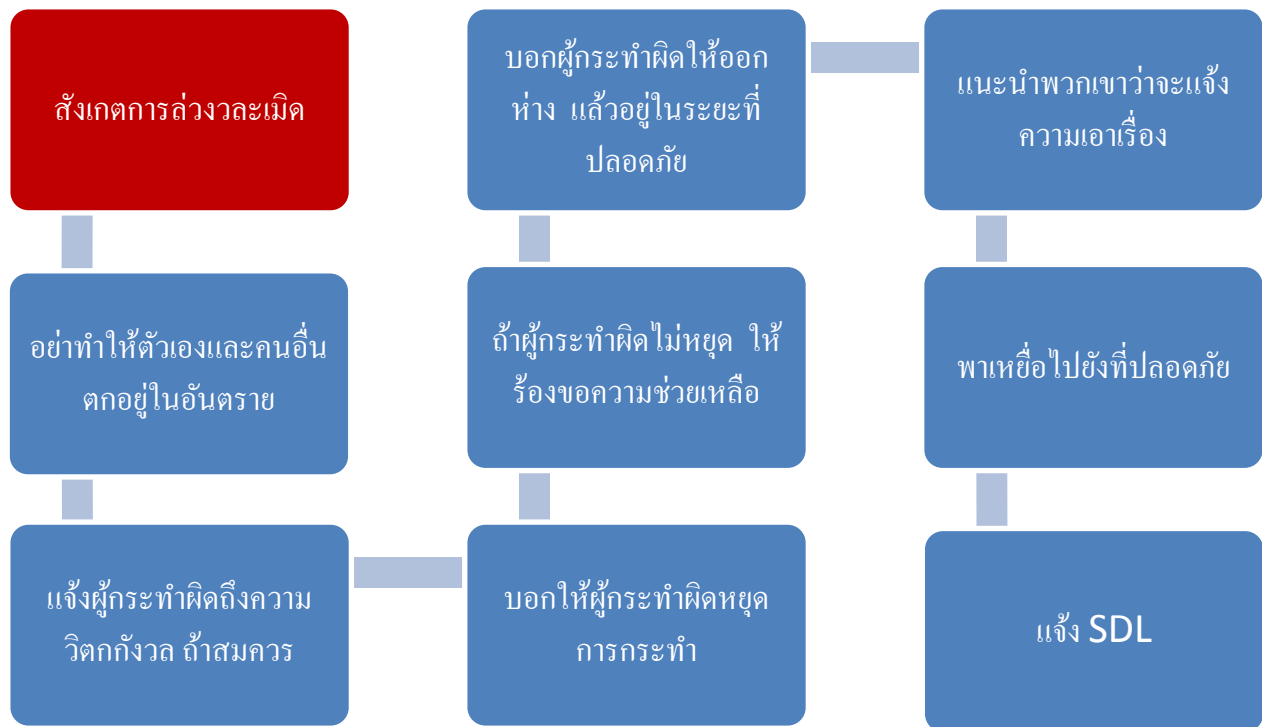 สังเกตการล่วงวละเมิด
อย่าทำให้ตัวเองและคนอื่น
ตกอยู่ในอันตราย
แจ้งผู้กระทำผิดถึงความ
วิตกกังวล ถ้าสมควร
บอกให้ผู้กระทำผิดหยุด
การกระทำ
ถ้าผู้กระทำผิดไม่หยุด ให้
ร้องขอความช่วยเหลือ
บอกผู้กระทำผิดให้ออก
ห่าง แล้วอยู่ในระยะที่
ปลอดภัย
แนะนำพวกเขาว่าจะแจ้ง
ความเอาเรื่อง
พาเหยื่อไปยังที่ปลอดภัย
แจ้ง SDL